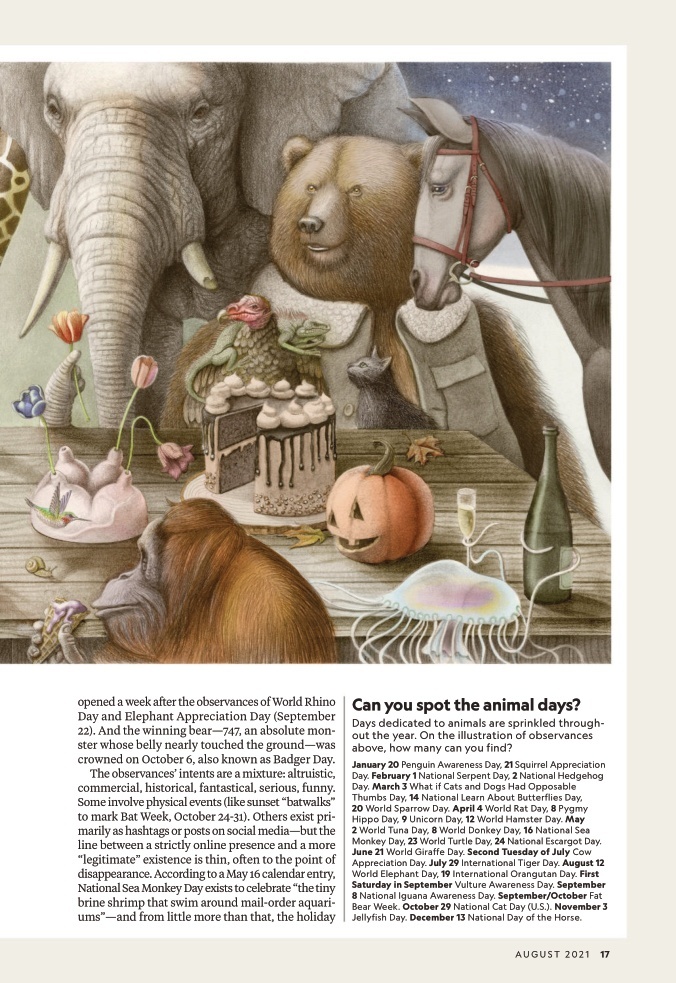 opened a week after the observances of World Rhino
Day and Elephant Appreciation Day (September
22). And the winning bear—747, an absolute mon-
ster whose belly nearly touched the ground—was
crowned on October 6, also known as Badger Day.
The observances’ intents are a mixture: altruistic,
commercial, historical, fantastical, serious, funny.
Some involve physical events (like sunset “batwalks”
to mark Bat Week, October 24-31). Others exist pri-
marily as hashtags or posts on social media—but the
line between a strictly online presence and a more
“legitimate” existence is thin, often to the point of
disappearance. According to a May 16 calendar entry,
National Sea Monkey Day exists to celebrate “the tiny
brine shrimp that swim around mail-order aquari-
ums”—and from little more than that, the holiday
Can you spot the animal days?
Days dedicated to animals are sprinkled through-
out the year. On the illustration of observances
above, how many can you find?
January 20 Penguin Awareness Day, 21 Squirrel Appreciation
Day. February 1 National Serpent Day, 2 National Hedgehog
Day. March 3 What if Cats and Dogs Had Opposable
Thumbs Day, 14 National Learn About Butterflies Day,
20 World Sparrow Day. April 4 World Rat Day, 8 Pygmy
Hippo Day, 9 Unicorn Day, 12 World Hamster Day. May
2 World Tuna Day, 8 World Donkey Day, 16 National Sea
Monkey Day, 23 World Turtle Day, 24 National Escargot Day.
June 21 World Giraffe Day. Second Tuesday of July Cow
Appreciation Day. July 29 International Tiger Day. August 12
World Elephant Day, 19 International Orangutan Day. First
Saturday in September Vulture Awareness Day. September
8 National Iguana Awareness Day. September/October Fat
Bear Week. October 29 National Cat Day (U.S.). November 3
Jellyfish Day. December 13 National Day of the Horse.
AUGUST 2021 17